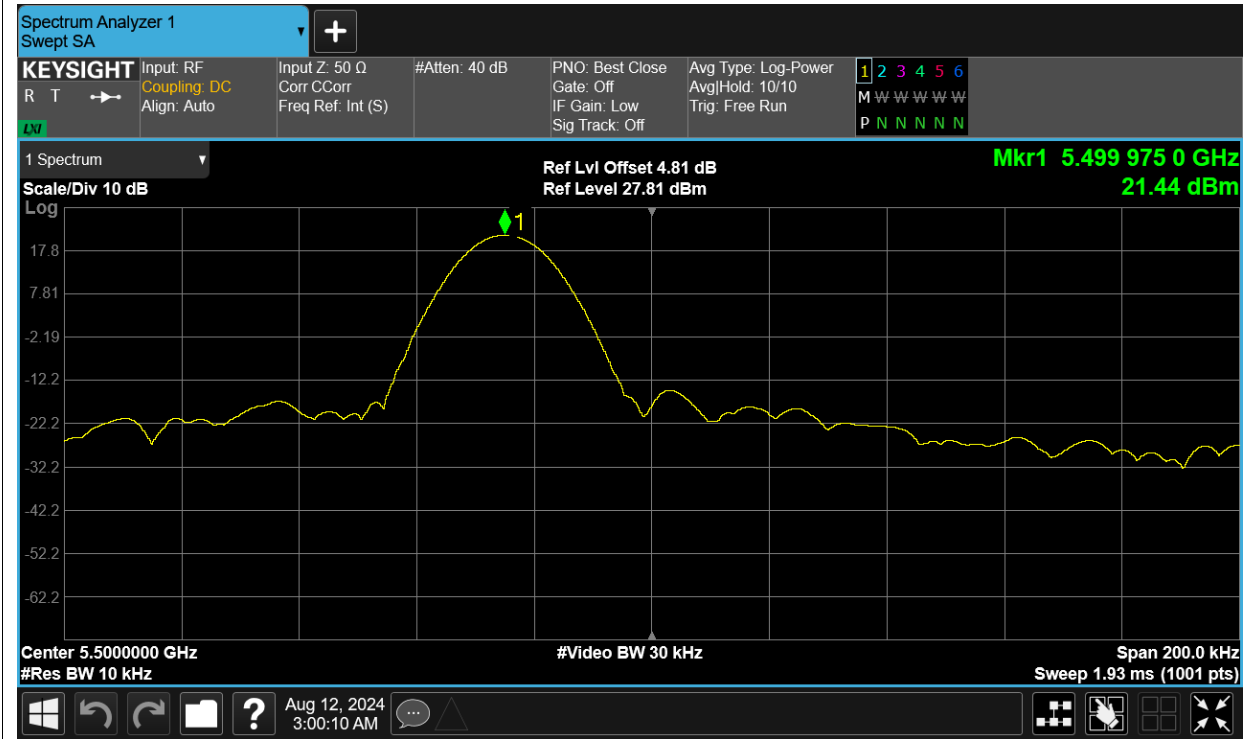 Spectrum Analyzer 1
Swept SA
KEYSIGHT
R T
LXI
Input: RF
Coupling: DC
Align: Auto
Input Z: 50 Ω
Corr CCorr
Freq Ref: Int (S)
#Atten: 40 dB
PNO: Best Close
Gate: Off
IF Gain: Low
Sig Track: Off
Avg Type: Log-Power
Avg|Hold: 10/10
Trig: Free Run
1 2 3 4 5 6
M W W W W W
P N N N N N
1 Spectrum
Scale/Div 10 dB
Ref Lvl Offset 4.81 dB
Ref Level 27.81 dBm
Mkr1 5.499 975 0 GHz
21.44 dBm
Log
1
17.8
7.81
-2.19
-12.2
-22.2
-32.2
-42.2
-52.2
-62.2
Center 5.5000000 GHz
#Res BW 10 kHz
#Video BW 30 kHz
Span 200.0 kHz
Sweep 1.93 ms (1001 pts)
?
Aug 12, 2024
3:00:10 AM